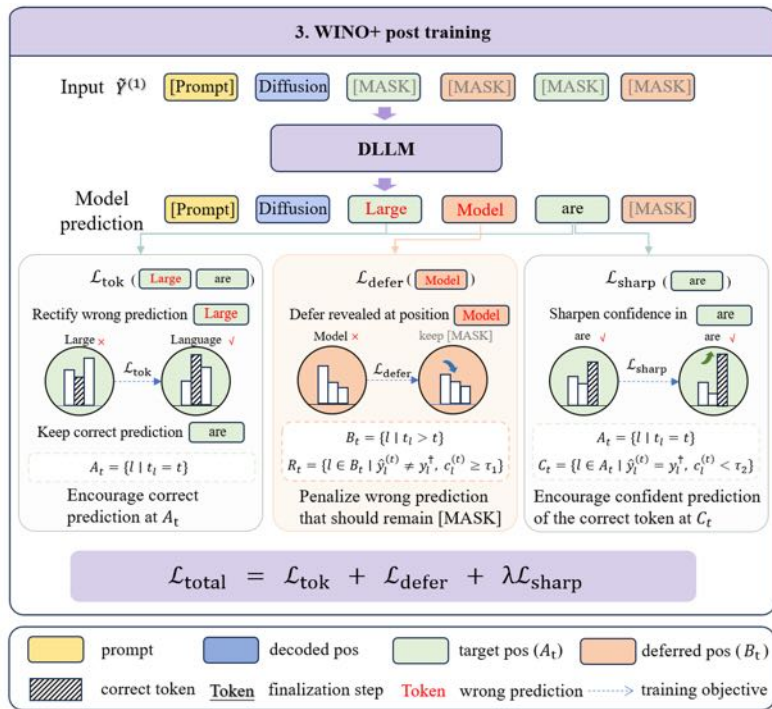 3. WINO+ post training
Input Ỹ⁽¹⁾ [Prompt] Diffusion [MASK] [MASK] [MASK] [MASK]
DLLM
Model prediction [Prompt] Diffusion Large Model are [MASK]
ℒ_tok ( Large are )
Rectify wrong prediction Large
Large × Language √
ℒ_tok
Keep correct prediction are
A_t = {l | t_l = t}
Encourage correct
prediction at A_t
ℒ_defer ( Model )
Defer revealed at position Model
Model × keep [MASK]
ℒ_defer
B_t = {l | t_l > t}
R_t = {l ∈ B_t | ŷ_l^(t) ≠ y_l^†, c_l^(t) ≥ τ_1}
Penalize wrong prediction
that should remain [MASK]
ℒ_sharp ( are )
Sharpen confidence in are
are √ are √
ℒ_sharp
A_t = {l | t_l = t}
C_t = {l ∈ A_t | ŷ_l^(t) = y_l^†, c_l^(t) < τ_2}
Encourage confident prediction
of the correct token at C_t
ℒ_total = ℒ_tok + ℒ_defer + λℒ_sharp
prompt decoded pos target pos (A_t) deferred pos (B_t)
correct token Token finalization step Token wrong prediction training objective